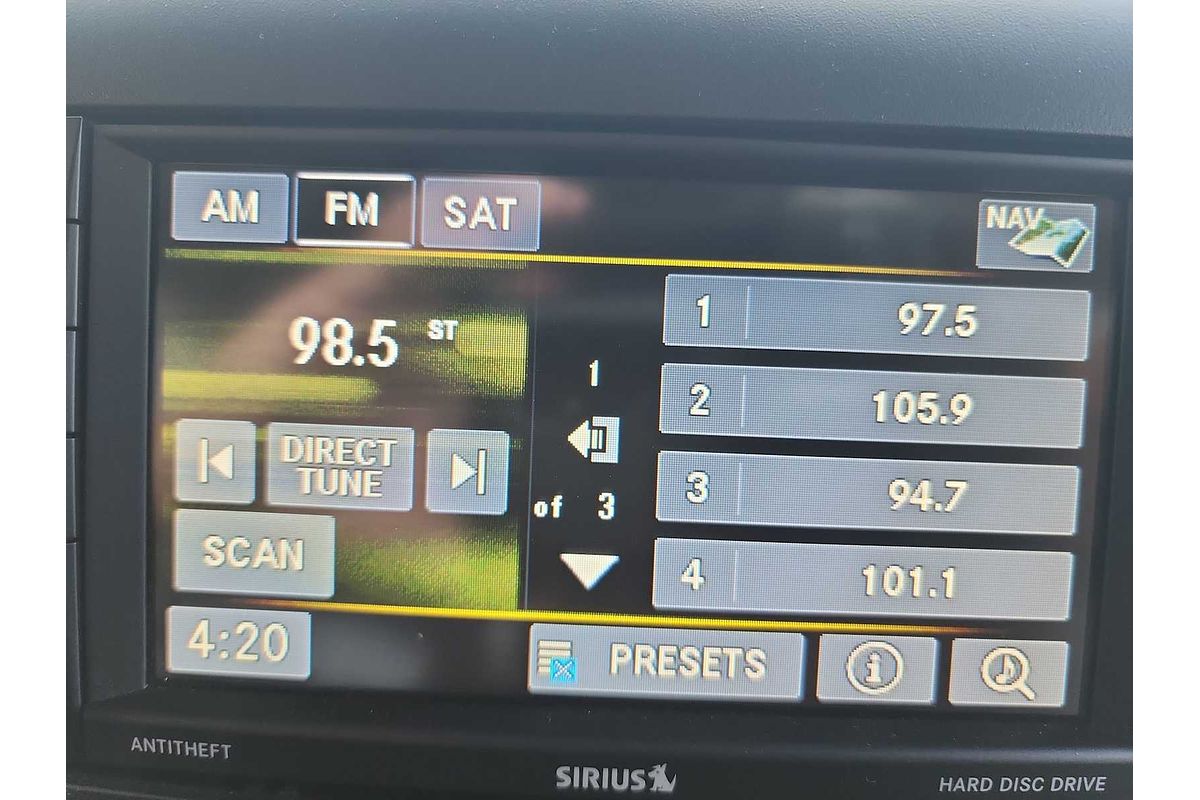 AM FM SAT NAV
98.5 ST
1 97.5
2 105.9
3 94.7
4 101.1
1
of 3
DIRECT
TUNE
SCAN
4:20 PRESETS
ANTITHEFT SIRIUS HARD DISC DRIVE